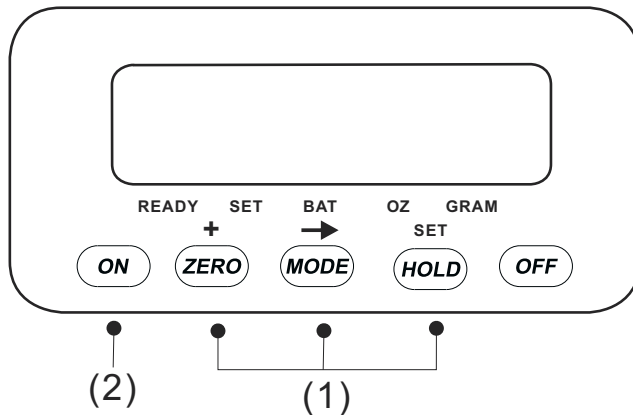 READY SET BAT OZ GRAM
+ → SET
ON ZERO MODE HOLD OFF
(2) (1)